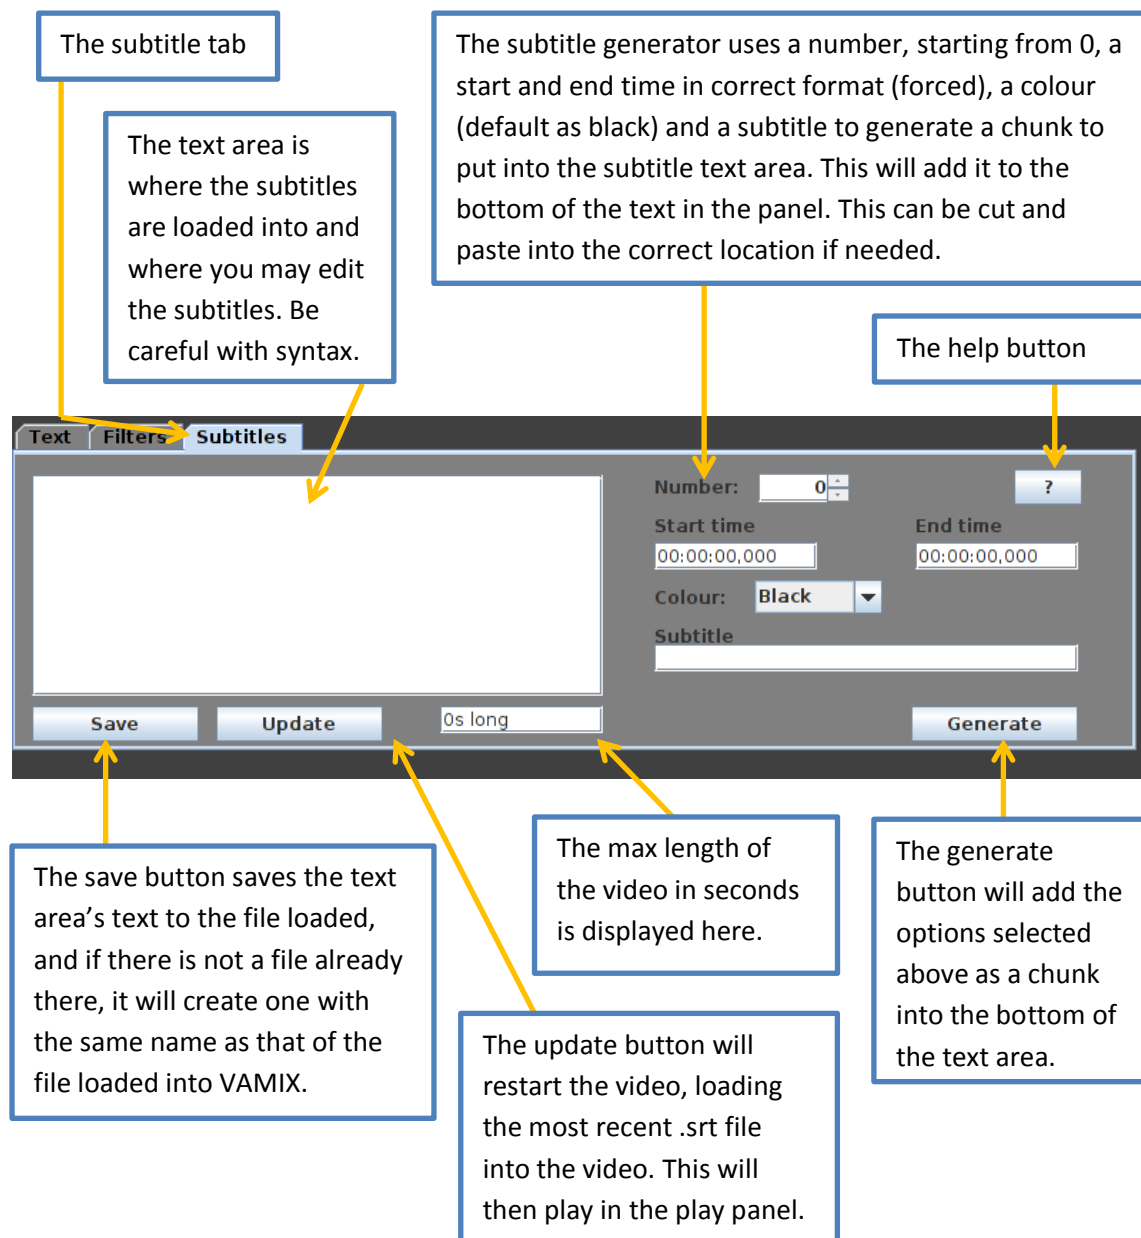 The subtitle tab
The subtitle generator uses a number, starting from 0, a
start and end time in correct format (forced), a colour
(default as black) and a subtitle to generate a chunk to
put into the subtitle text area. This will add it to the
bottom of the text in the panel. This can be cut and
paste into the correct location if needed.
The text area is
where the subtitles
are loaded into and
where you may edit
the subtitles. Be
careful with syntax.
The help button
Text Filters Subtitles
Number: 0 ?
Start time End time
00:00:00,000 00:00:00,000
Colour: Black
Subtitle
Save Update 0s long Generate
The save button saves the text
area’s text to the file loaded,
and if there is not a file already
there, it will create one with
the same name as that of the
file loaded into VAMIX.
The max length of
the video in seconds
is displayed here.
The generate
button will add the
options selected
above as a chunk
into the bottom of
the text area.
The update button will
restart the video, loading
the most recent .srt file
into the video. This will
then play in the play panel.